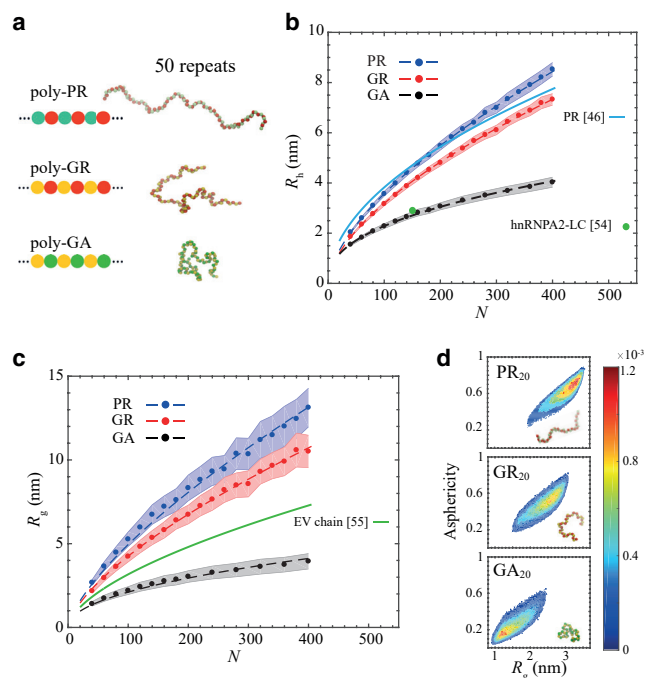 a
50 repeats
poly-PR
poly-GR
poly-GA
b
10
8
6
4
2
0
R_h (nm)
PR
GR
GA
PR [46]
hnRNPA2-LC [54]
0 100 200 300 400 500
N
c
15
10
5
0
R_g (nm)
PR
GR
GA
EV chain [55]
0 100 200 300 400 500
N
d
×10⁻³
1.2
0.8
0.4
0
Asphericity
1
0.6
0.2
PR₂₀
1
0.6
0.2
GR₂₀
1
0.6
0.2
GA₂₀
1 2 3
R_g (nm)